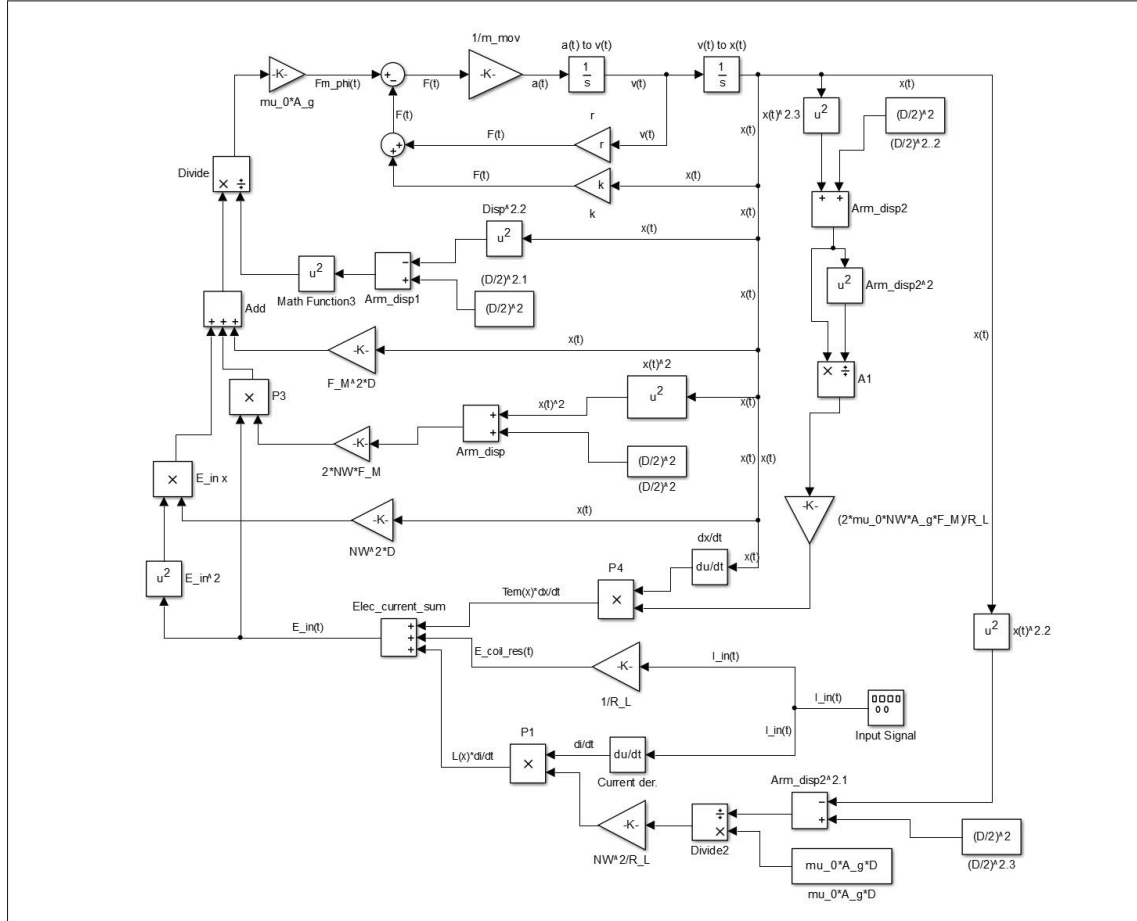 1/m_mov
a(t) to v(t)
v(t) to x(t)
-K-
-K-
1
s
1
s
Fm_phi(t)
F(t)
a(t)
v(t)
x(t)
mu_0*A_g
x(t)^2.3
u²
(D/2)^2
(D/2)^2..2
F(t)
r
x(t)
F(t)
r
v(t)
Divide
× ÷
F(t)
k
x(t)
k
Arm_disp2
x(t)
Disp^2.2
u²
x(t)
u²
Arm_disp2^2
(D/2)^2.1
u²
Math Function3
Arm_disp1
(D/2)^2
x(t)
Add
-K-
x(t)
F_M^2*D
x(t)
× ÷
A1
x(t)^2
×
P3
x(t)^2
u²
x(t)
-K-
2*NW*F_M
Arm_disp
(D/2)^2
(D/2)^2
x(t)
x(t)
×
E_in x
-K-
(2*mu_0*NW*A_g*F_M)/R_L
-K-
x(t)
NW^2*D
dx/dt
x(t)
du/dt
u²
E_in^2
P4
×
Tem(x)*dx/dt
Elec_current_sum
E_in(t)
u²
x(t)^2.2
E_coil_res(t)
-K-
I_in(t)
1/R_L
I_in(t)
Input Signal
P1
I_in(t)
L(x)*di/dt
×
di/dt
du/dt
Current der.
Arm_disp2^2.1
-K-
NW^2/R_L
÷
×
Divide2
(D/2)^2
(D/2)^2.3
mu_0*A_g*D
mu_0*A_g*D